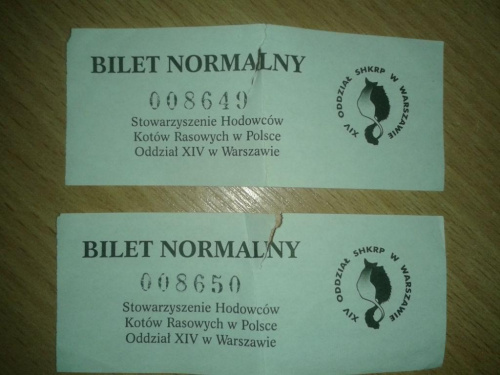 BILET NORMALNY
008649
Stowarzyszenie Hodowców
Kotów Rasowych w Polsce
Oddział XIV w Warszawie
XIV ODDZIAŁ SHKRP W WARSZAWIE
BILET NORMALNY
008650
Stowarzyszenie Hodowców
Kotów Rasowych w Polsce
Oddział XIV w Warszawie
XIV ODDZIAŁ SHKRP W WARSZAWIE